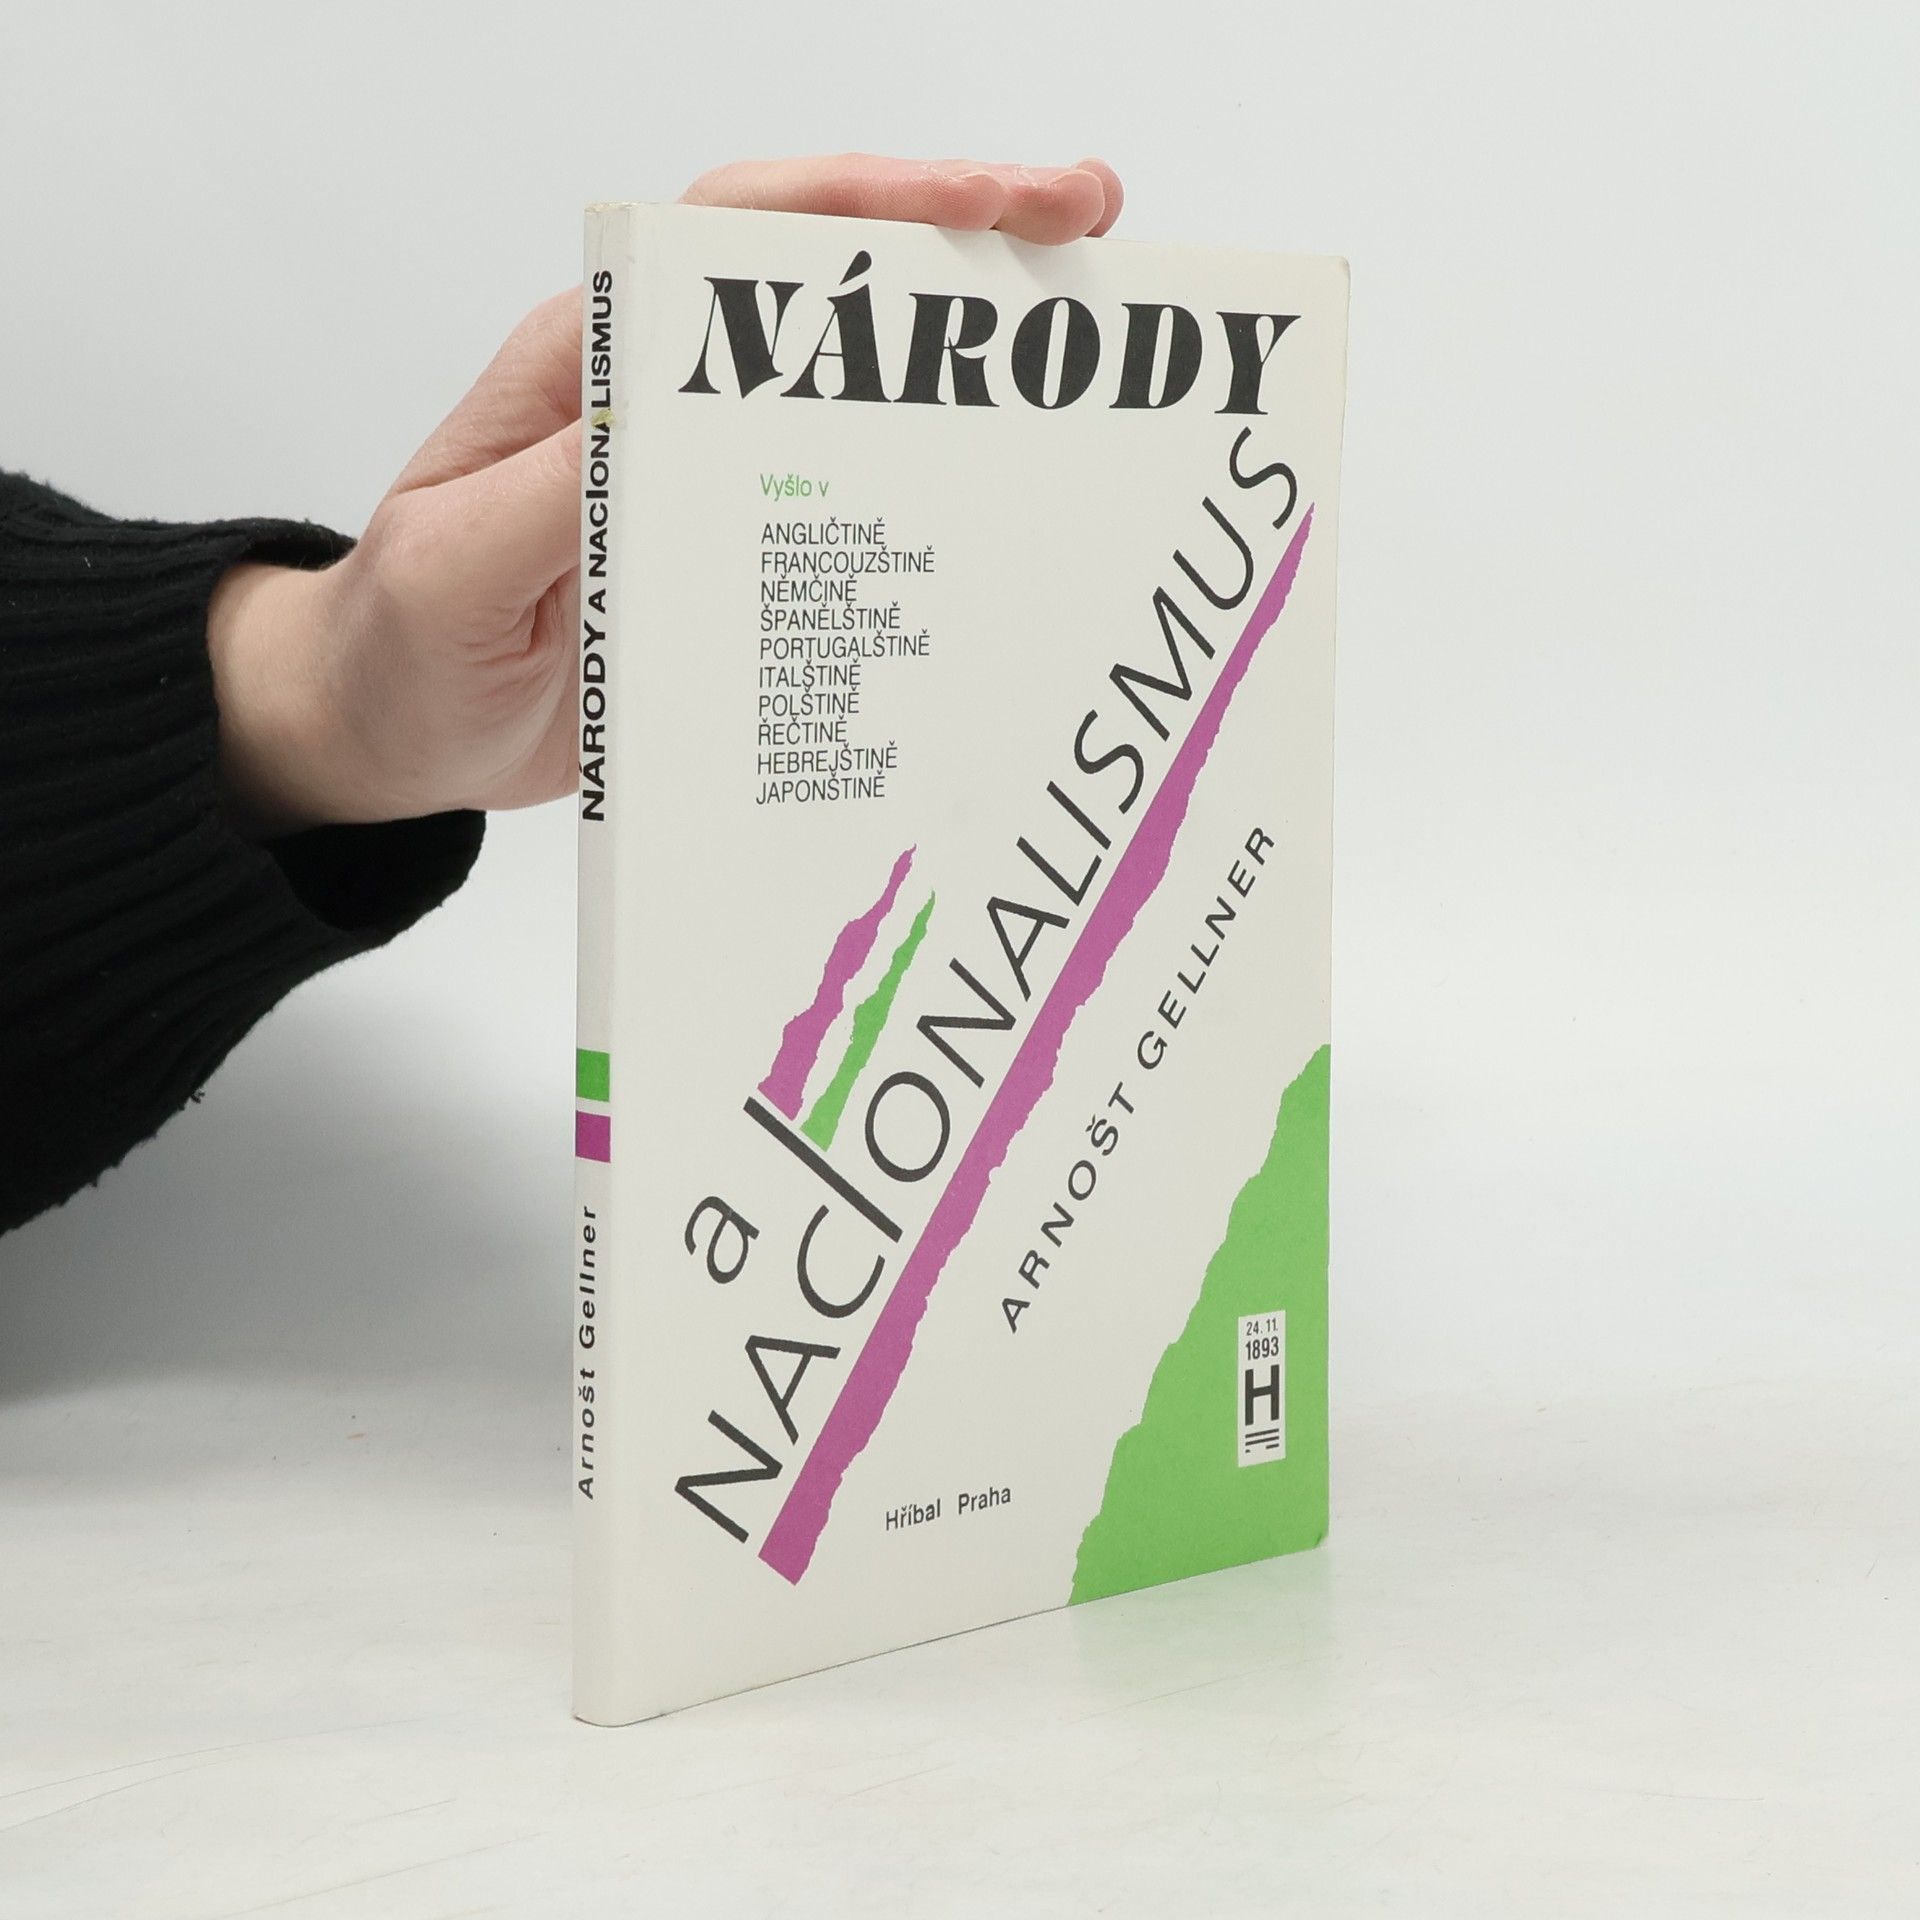 NÁRODY
a
NACIONALISMUS
ARNOŠT GELLNER
Vyšlo v
ANGLIČTINĚ
FRANCOUZŠTINĚ
NĚMČINĚ
ŠPANĚLŠTINĚ
PORTUGALŠTINĚ
ITALŠTINĚ
POLŠTINĚ
ŘEČTINĚ
HEBREJŠTINĚ
JAPONŠTINĚ
24. 11.
1893
H
Hříbal Praha
NÁRODY A NACIONALISMUS
Arnošt Gellner